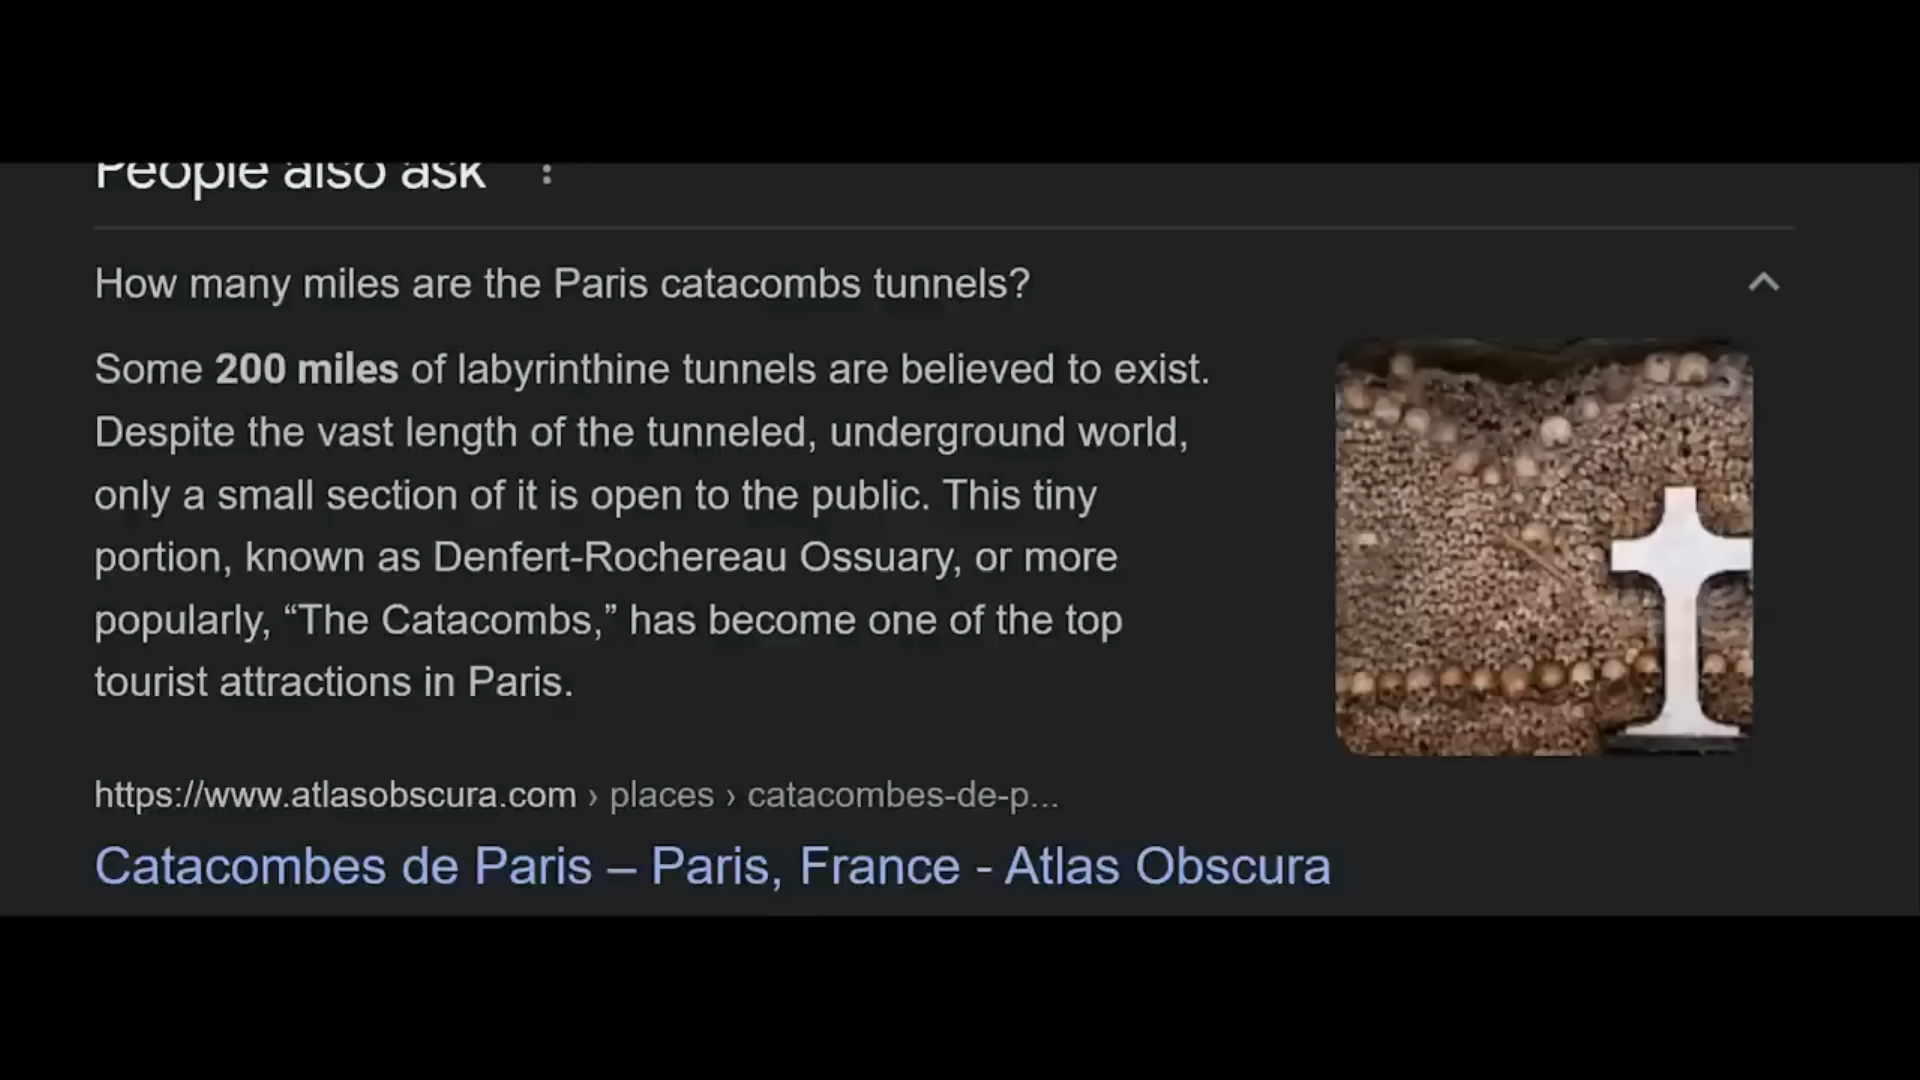 People also ask
How many miles are the Paris catacombs tunnels?
Some 200 miles of labyrinthine tunnels are believed to exist.
Despite the vast length of the tunneled, underground world,
only a small section of it is open to the public. This tiny
portion, known as Denfert-Rochereau Ossuary, or more
popularly, “The Catacombs,” has become one of the top
tourist attractions in Paris.
https://www.atlasobscura.com › places › catacombes-de-p...
Catacombes de Paris – Paris, France - Atlas Obscura